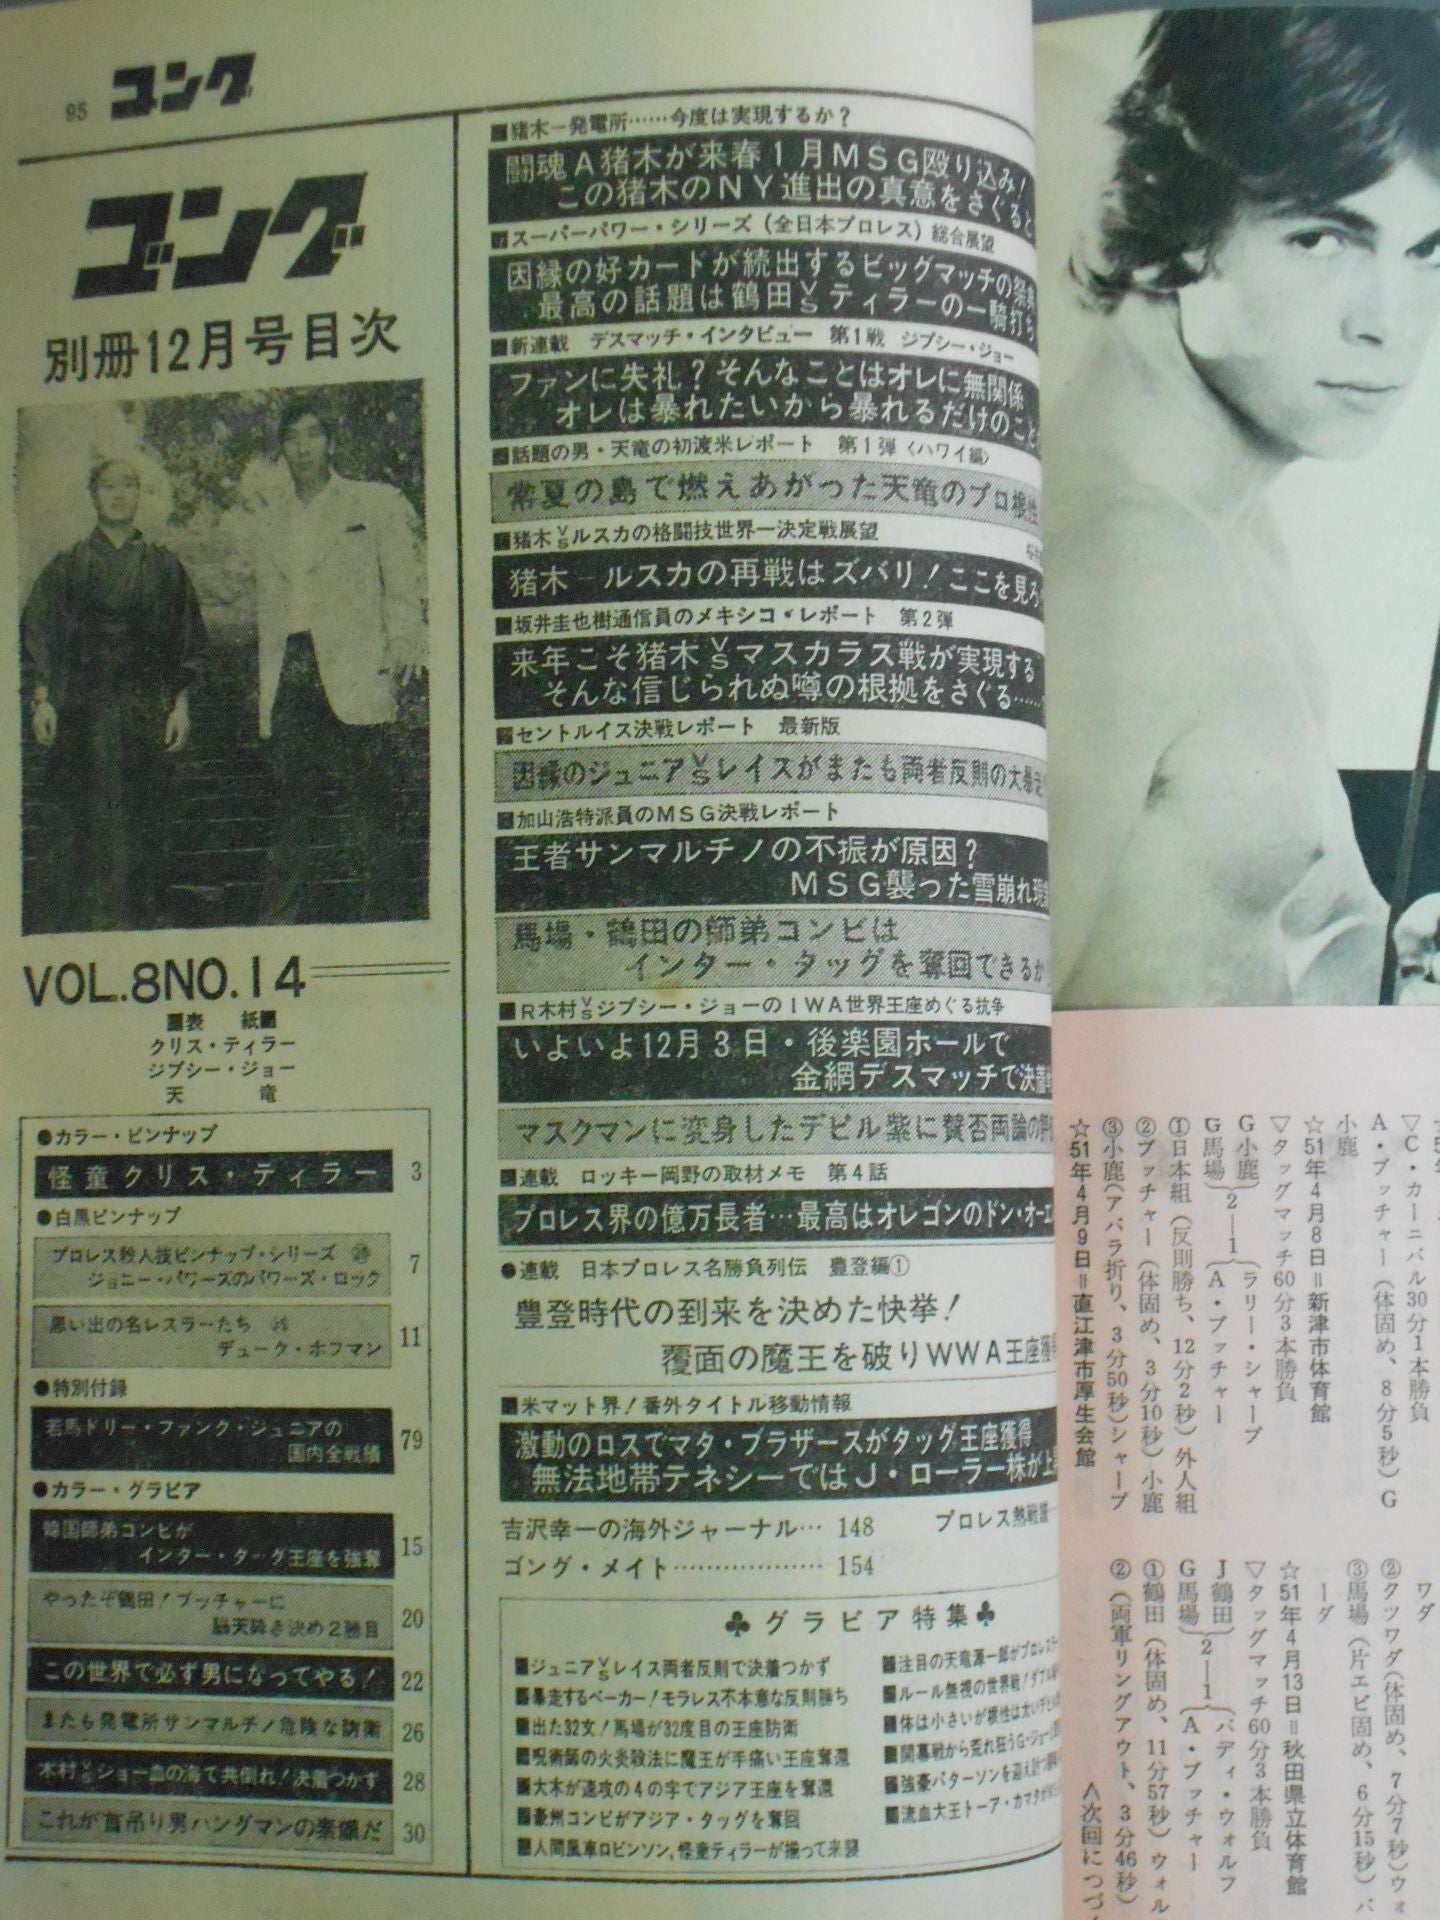 95 ゴング
ゴング
別冊12月号目次
VOL.8NO.14
■表 紙■
クリス・ティラー
ジプシー・ジョー
天 竜
●カラー・ピンナップ
怪童クリス・ティラー 3
●白黒ピンナップ
プロレス殺人技ピンナップ・シリーズ
ジョニー・パワーズのパワーズ・ロック 7
思い出の名レスラーたち
デューク・ホフマン 11
●特別付録
若馬ドリー・ファンク・ジュニアの
国内全戦績 79
●カラー・グラビア
韓国師弟コンビが
インター・タッグ王座を強奪 15
やったぞ鶴田！ブッチャーに
脳天砕き決め2勝目 20
この世界で必ず男になってやる！ 22
またも発電所サンマルチノ危険な防衛 26
木村VSジョー血の海で共倒れ！決着つかず 28
これが首吊り男ハングマンの素顔だ 30
■猪木一発電所……今度は実現するか？
闘魂A猪木が来春1月MSG殴り込み！
この猪木のNY進出の真意をさぐると
■スーパーパワー・シリーズ（全日本プロレス）総合展望
因縁の好カードが続出するビッグマッチの祭典
最高の話題は鶴田VSティラーの一騎打ち
■新連載 デスマッチ・インタビュー 第1戦 ジプシー・ジョー
ファンに失礼？そんなことはオレに無関係
オレは暴れたいから暴れるだけのこと
■話題の男・天竜の初渡米レポート 第1弾〈ハワイ編〉
常夏の島で燃えあがった天竜のプロ根性
■猪木VSルスカの格闘技世界一決定戦展望
猪木－ルスカの再戦はズバリ！ここを見ろ
■坂井圭也樹通信員のメキシコ・レポート 第2弾
来年こそ猪木VSマスカラス戦が実現する
そんな信じられぬ噂の根拠をさぐる……
■セントルイス決戦レポート 最新版
因縁のジュニアVSレイスがまたも両者反則の大暴走
■加山浩特派員のMSG決戦レポート
王者サンマルチノの不振が原因？
MSG襲った雪崩れ現象
馬場・鶴田の師弟コンビは
インター・タッグを奪回できるか
■R木村VSジプシー・ジョーのIWA世界王座めぐる抗争
いよいよ12月3日・後楽園ホールで
金網デスマッチで決着
マスクマンに変身したデビル紫に賛否両論の
■連載 ロッキー岡野の取材メモ 第4話
プロレス界の億万長者…最高はオレゴンのドン・オーエ
●連載 日本プロレス名勝負列伝 豊登編①
豊登時代の到来を決めた快挙！
覆面の魔王を破りWWA王座獲得
■米マット界！番外タイトル移動情報
激動のロスでマタ・ブラザースがタッグ王座獲得
無法地帯テネシーではJ・ローラー株が上
吉沢幸一の海外ジャーナル… 148
ゴング・メイト……………… 154
プロレス熱戦譜
♣グラビア特集♣
■ジュニアVSレイス両者反則で決着つかず
■暴走するベーカー！モラレス不本意な反則勝ち
■出た32文！馬場が32度目の王座防衛
■呪術師の火炎殺法に魔王が手痛い王座奪還
■大木が速攻の4の字でアジア王座を奪還
■豪州コンビがアジア・タッグを奪回
■人間風車ロビンソン，怪童ティラーが揃って来襲
■注目の天竜源一郎がプロレス
■ルール無視の世界戦！ダブル
■体は小さいが根性は太いデビル
■開幕戦から荒れ狂うG・ジョー
■強豪パターソンを迎え
■流血大王トーア・カマタが
▽C・カーニバル30分1本勝負
A・ブッチャー（体固め、8分5秒）G
小鹿
☆51年4月8日＝新津市体育館
▽タッグマッチ60分3本勝負
G小鹿
G馬場 2－1 ラリー・シャープ
A・ブッチャー
①日本組（反則勝ち、12分2秒）外人組
②ブッチャー（体固め、3分10秒）小鹿
③小鹿（アバラ折り、3分50秒）シャープ
☆51年4月9日＝直江津市厚生会館
ワダ
②クツワダ（体固め、7分7秒）ウォ
③馬場（片エビ固め、6分15秒）バ
ーダ
☆51年4月13日＝秋田県立体育館
▽タッグマッチ60分3本勝負
J鶴田
G馬場 2－1 バディ・ウォルフ
A・ブッチャー
①鶴田（体固め、11分57秒）ウォル
②（両軍リングアウト、3分46秒）
〈次回につづく